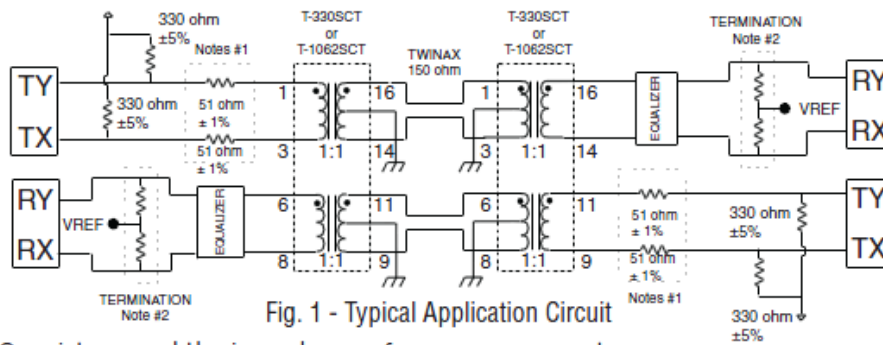 330 ohm
±5%
Notes #1
T-330SCT
or
T-1062SCT
TWINAX
150 ohm
T-330SCT
or
T-1062SCT
TERMINATION
Note #2
TY
TX
330 ohm
±5%
51 ohm
± 1%
51 ohm
± 1%
1
16
3
1:1
14
1
16
3
1:1
14
EQUALIZER
VREF
RY
RX
RY
RX
VREF
EQUALIZER
6
11
8
1:1
9
6
11
8
1:1
9
51 ohm
± 1%
51 ohm
± 1%
330 ohm
±5%
TY
TX
TERMINATION
Note #2
Notes #1
330 ohm
±5%
Fig. 1 - Typical Application Circuit